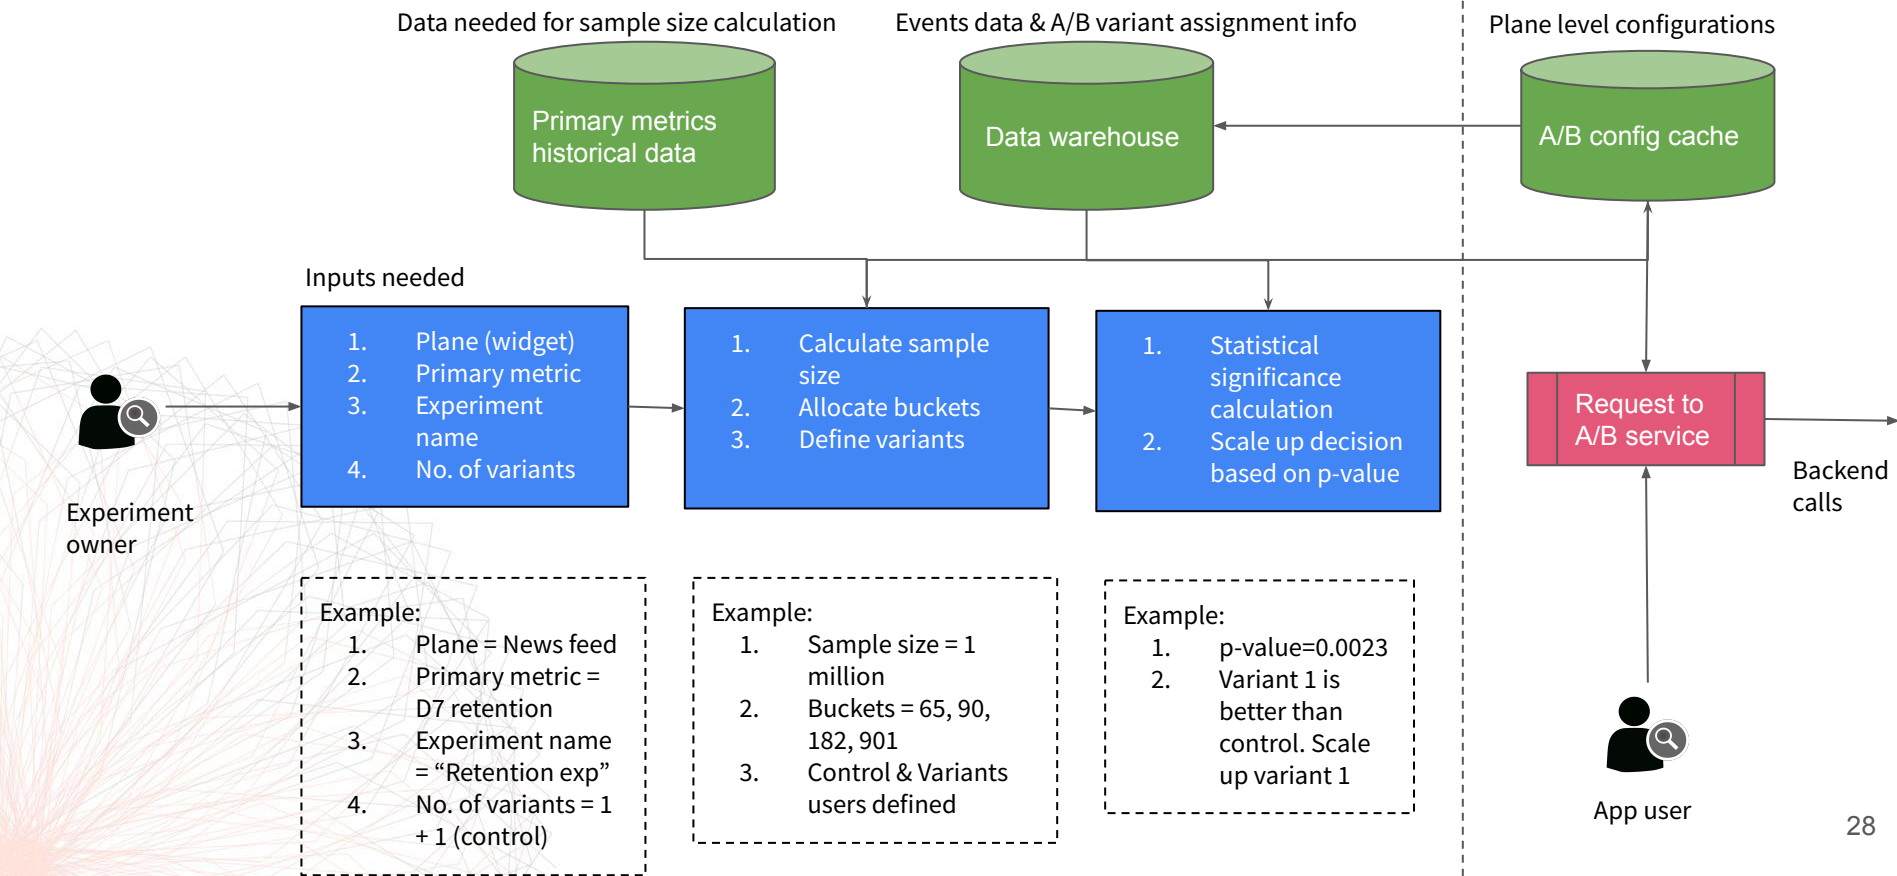 Data needed for sample size calculation
Events data & A/B variant assignment info
Plane level configurations
Primary metrics
historical data
Data warehouse
A/B config cache
Inputs needed
1. Plane (widget)
2. Primary metric
3. Experiment
name
4. No. of variants
1. Calculate sample
size
2. Allocate buckets
3. Define variants
1. Statistical
significance
calculation
2. Scale up decision
based on p-value
Request to
A/B service
Backend
calls
Experiment
owner
Example:
1. Plane = News feed
2. Primary metric =
D7 retention
3. Experiment name
= “Retention exp”
4. No. of variants = 1
+ 1 (control)
Example:
1. Sample size = 1
million
2. Buckets = 65, 90,
182, 901
3. Control & Variants
users defined
Example:
1. p-value=0.0023
2. Variant 1 is
better than
control. Scale
up variant 1
App user
28